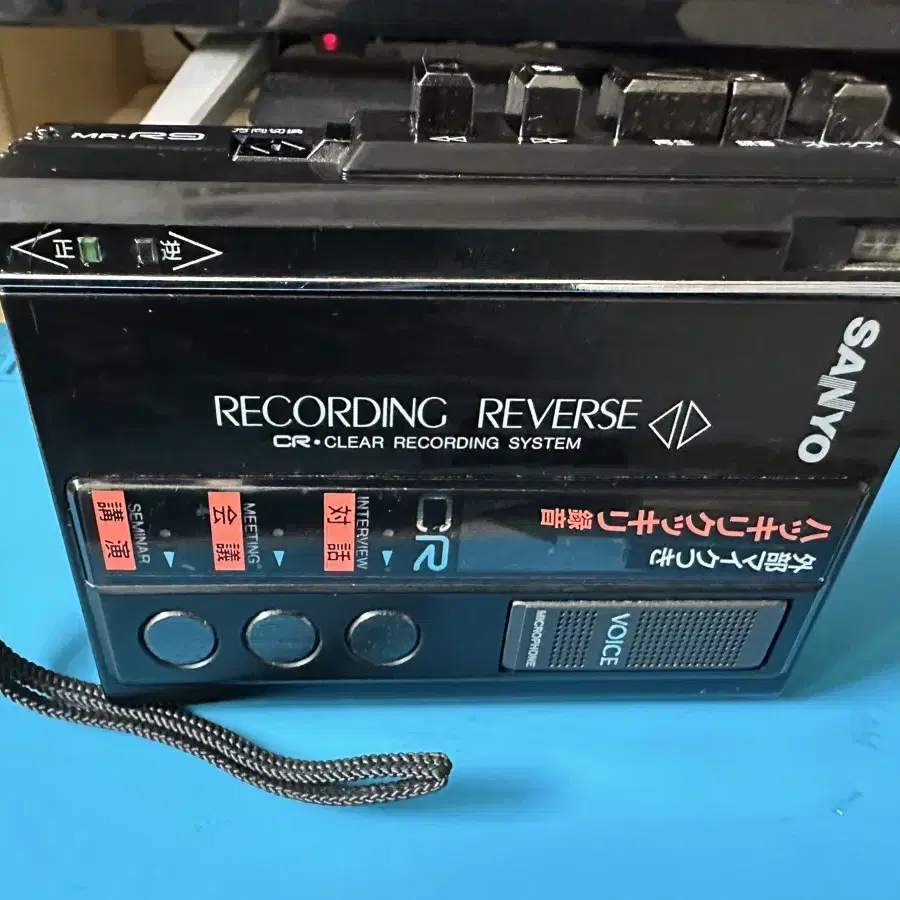 MR-R9
正
逆
SANYO
RECORDING REVERSE
CR・CLEAR RECORDING SYSTEM
SEMINAR
講演
MEETING
会議
INTERVIEW
対話
CR
ハッキリクッキリ録音
外部マイクつき
VOICE
MICROPHONE